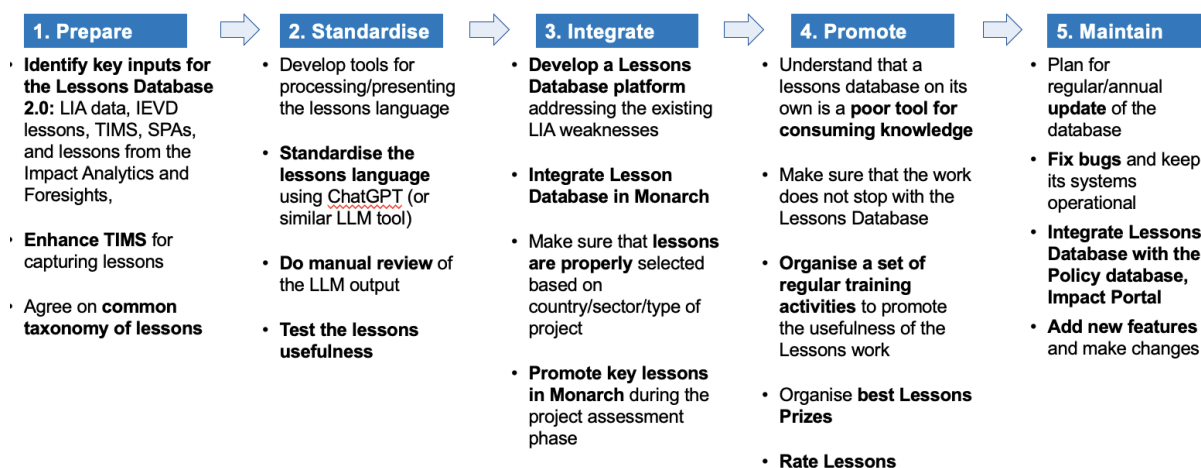 1. Prepare
• Identify key inputs for
the Lessons Database
2.0: LIA data, IEVD
lessons, TIMS, SPAs,
and lessons from the
Impact Analytics and
Foresights,
• Enhance TIMS for
capturing lessons
• Agree on common
taxonomy of lessons
2. Standardise
• Develop tools for
processing/presenting
the lessons language
• Standardise the
lessons language
using ChatGPT (or
similar LLM tool)
• Do manual review of
the LLM output
• Test the lessons
usefulness
3. Integrate
• Develop a Lessons
Database platform
addressing the existing
LIA weaknesses
• Integrate Lesson
Database in Monarch
• Make sure that lessons
are properly selected
based on
country/sector/type of
project
• Promote key lessons
in Monarch during the
project assessment
phase
4. Promote
• Understand that a
lessons database on its
own is a poor tool for
consuming knowledge
• Make sure that the work
does not stop with the
Lessons Database
• Organise a set of
regular training
activities to promote
the usefulness of the
Lessons work
• Organise best Lessons
Prizes
• Rate Lessons
5. Maintain
• Plan for
regular/annual
update of the
database
• Fix bugs and keep
its systems
operational
• Integrate Lessons
Database with the
Policy database,
Impact Portal
• Add new features
and make changes